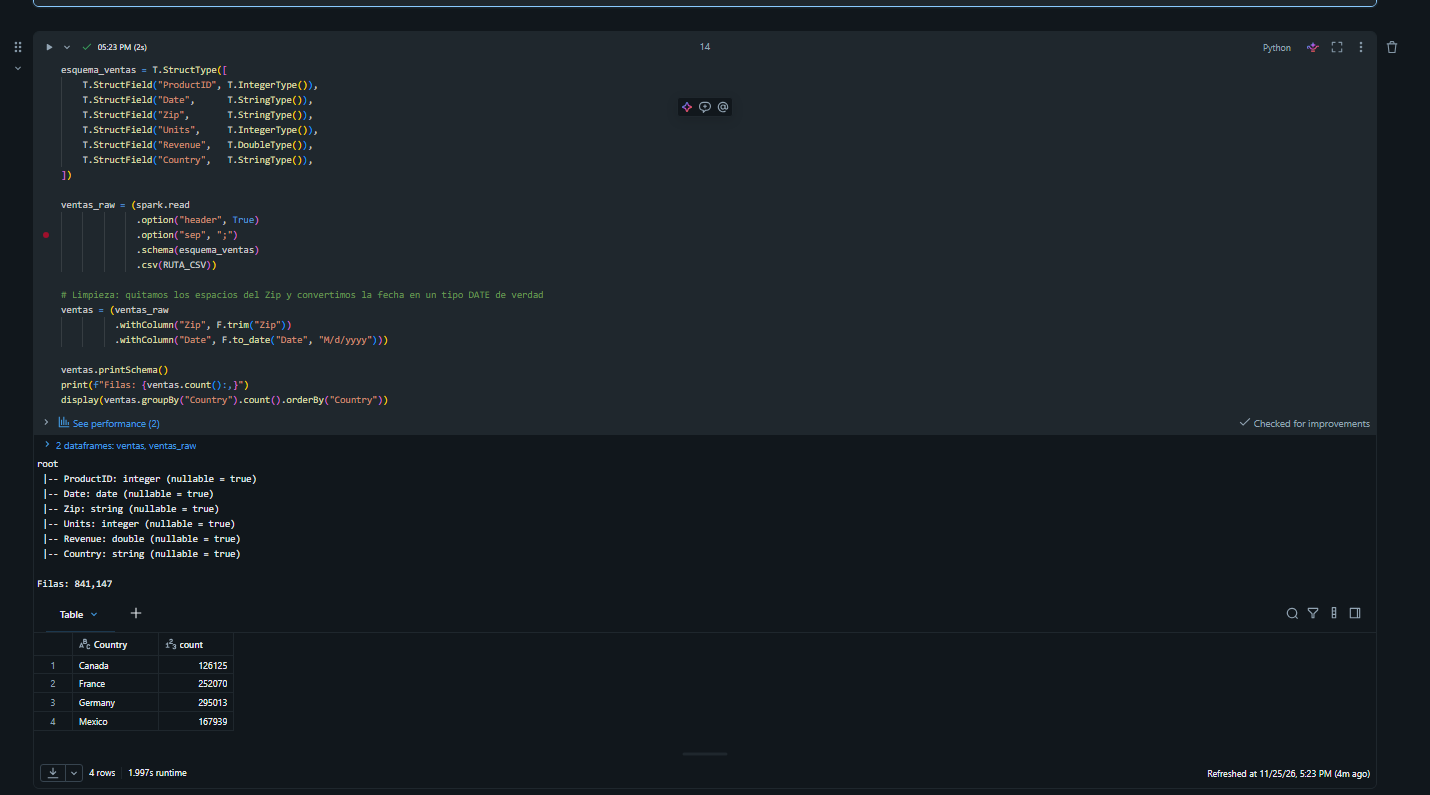 05:23 PM (2s)
14
Python
esquema_ventas = T.StructType([
    T.StructField("ProductID", T.IntegerType()),
    T.StructField("Date",      T.StringType()),
    T.StructField("Zip",       T.StringType()),
    T.StructField("Units",     T.IntegerType()),
    T.StructField("Revenue",   T.DoubleType()),
    T.StructField("Country",   T.StringType()),
])
ventas_raw = (spark.read
              .option("header", True)
              .option("sep", ";")
              .schema(esquema_ventas)
              .csv(RUTA_CSV))
# Limpieza: quitamos los espacios del Zip y convertimos la fecha en un tipo DATE de verdad
ventas = (ventas_raw
          .withColumn("Zip", F.trim("Zip"))
          .withColumn("Date", F.to_date("Date", "M/d/yyyy")))
ventas.printSchema()
print(f"Filas: {ventas.count():,}")
display(ventas.groupBy("Country").count().orderBy("Country"))
See performance (2)
Checked for improvements
2 dataframes: ventas, ventas_raw
root
 |-- ProductID: integer (nullable = true)
 |-- Date: date (nullable = true)
 |-- Zip: string (nullable = true)
 |-- Units: integer (nullable = true)
 |-- Revenue: double (nullable = true)
 |-- Country: string (nullable = true)
Filas: 841,147
Table
Country count
1 Canada 126125
2 France 252070
3 Germany 295013
4 Mexico 167939
4 rows | 1.997s runtime
Refreshed at 11/25/26, 5:23 PM (4m ago)